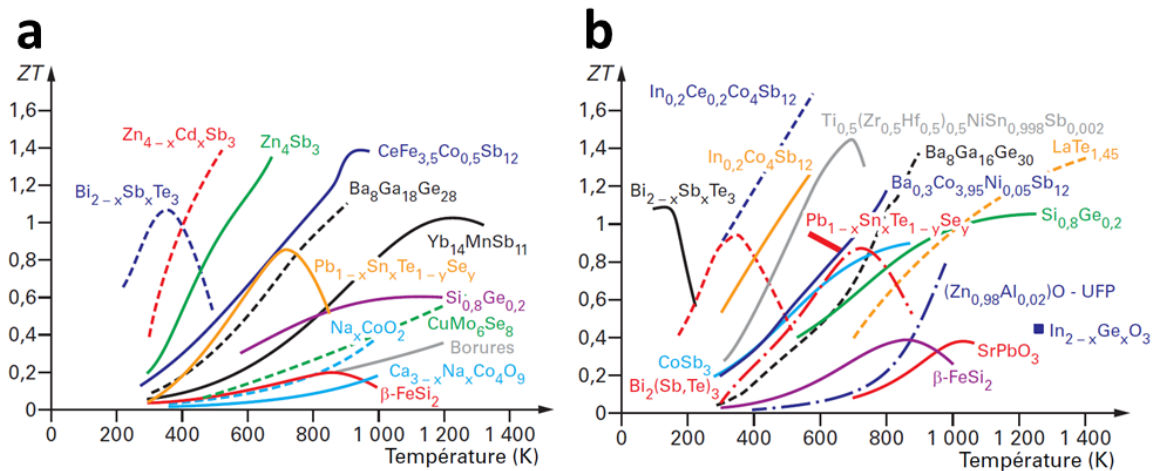 a
ZT
1,6
1,4
1,2
1
0,8
0,6
0,4
0,2
0
Zn4−xCdxSb3
Zn4Sb3
CeFe3,5Co0,5Sb12
Bi2−xSbxTe3
Ba8Ga18Ge28
Yb14MnSb11
Pb1−xSnxTe1−ySey
Si0,8Ge0,2
NaxCoO2
CuMo6Se8
Borures
Ca3−xNaxCo4O9
β-FeSi2
0 200 400 600 800 1 000 1 200 1 400
Température (K)
b
ZT
1,6
1,4
1,2
1
0,8
0,6
0,4
0,2
0
In0,2Ce0,2Co4Sb12
Ti0,5(Zr0,5Hf0,5)0,5NiSn0,998Sb0,002
In0,2Co4Sb12
Ba8Ga16Ge30
LaTe1,45
Bi2−xSbxTe3
Ba0,3Co3,95Ni0,05Sb12
Pb1−xSnxTe1−ySey
Si0,8Ge0,2
(Zn0,98Al0,02)O - UFP
In2−xGexO3
CoSb3
SrPbO3
Bi2(Sb,Te)3
β-FeSi2
0 200 400 600 800 1 000 1 200 1 400
Température (K)